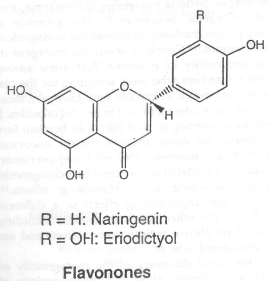 R
OH
HO
O
H
OH
O
R = H: Naringenin
R = OH: Eriodictyol
Flavonones